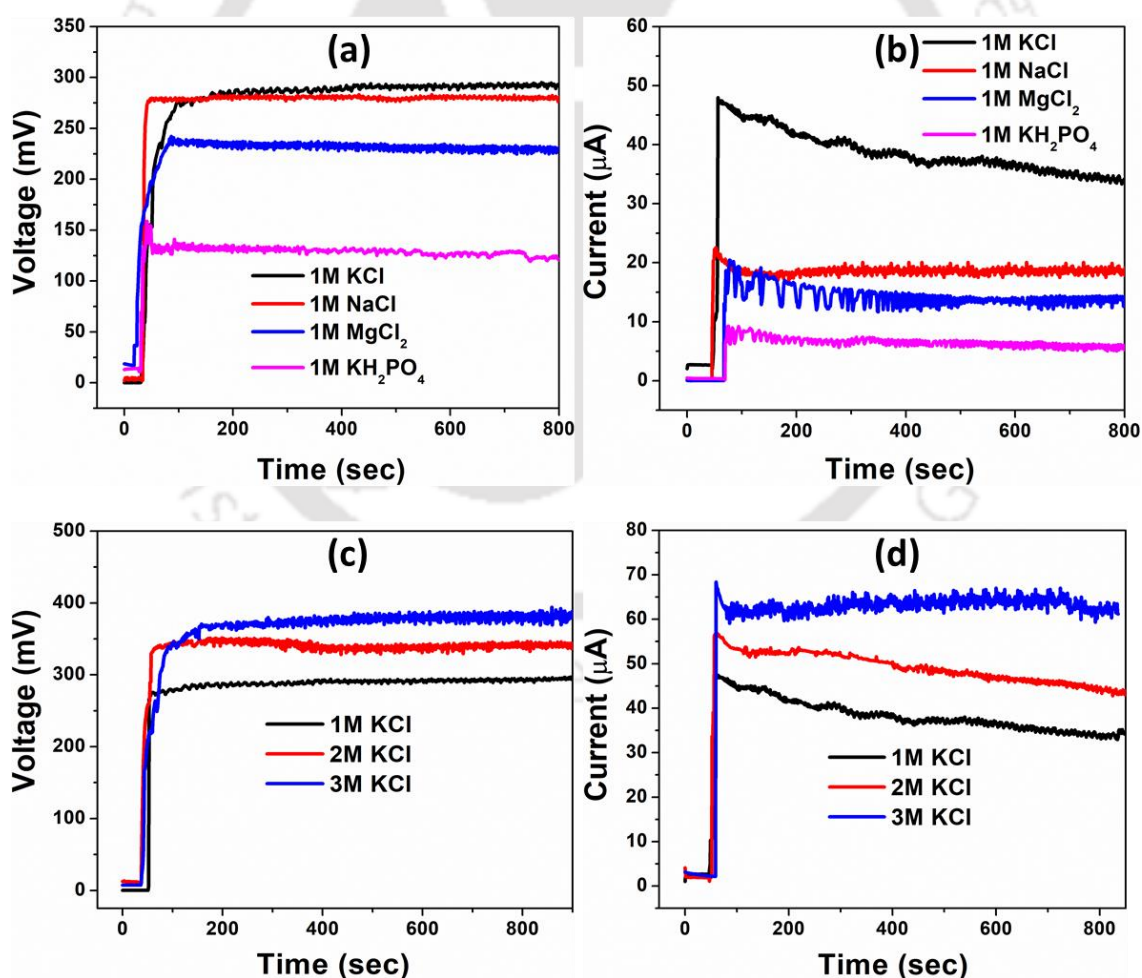 (a)
Voltage (mV)
350
300
250
200
150
100
50
0
1M KCl
1M NaCl
1M MgCl2
1M KH2PO4
0 200 400 600 800
Time (sec)
(b)
Current (μA)
60
50
40
30
20
10
0
1M KCl
1M NaCl
1M MgCl2
1M KH2PO4
0 200 400 600 800
Time (sec)
(c)
Voltage (mV)
500
400
300
200
100
0
1M KCl
2M KCl
3M KCl
0 200 400 600 800
Time (sec)
(d)
Current (μA)
80
70
60
50
40
30
20
10
0
1M KCl
2M KCl
3M KCl
0 200 400 600 800
Time (sec)